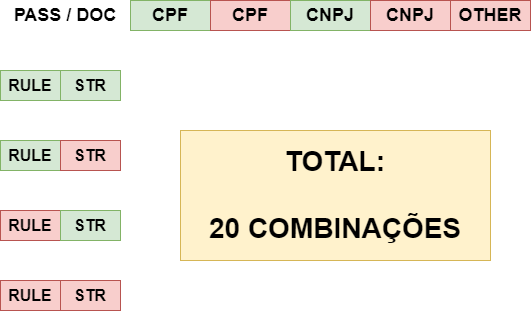 PASS / DOC CPF CPF CNPJ CNPJ OTHER
RULE STR
RULE STR
TOTAL:
20 COMBINAÇÕES
RULE STR
RULE STR